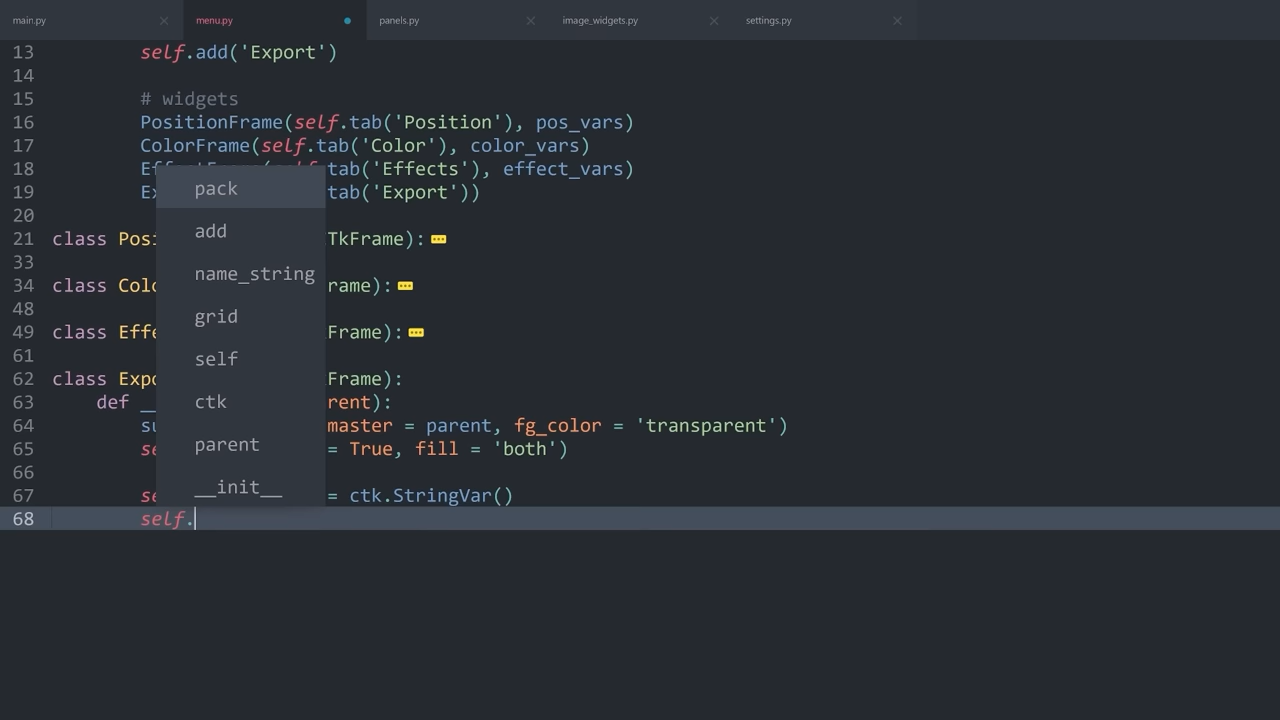 main.py menu.py panels.py image_widgets.py settings.py
13 self.add('Export')
14
15 # widgets
16 PositionFrame(self.tab('Position'), pos_vars)
17 ColorFrame(self.tab('Color'), color_vars)
18 tab('Effects'), effect_vars)
pack
19 tab('Export'))
20
add
21 class Posi TkFrame):
33
name_string
34 class Colo rame):
48
grid
49 class Effe Frame):
61
self
62 class Expo Frame):
63 def __ rent):
ctk
64 su master = parent, fg_color = 'transparent')
parent
65 se = True, fill = 'both')
66
__init__
67 se = ctk.StringVar()
68 self.